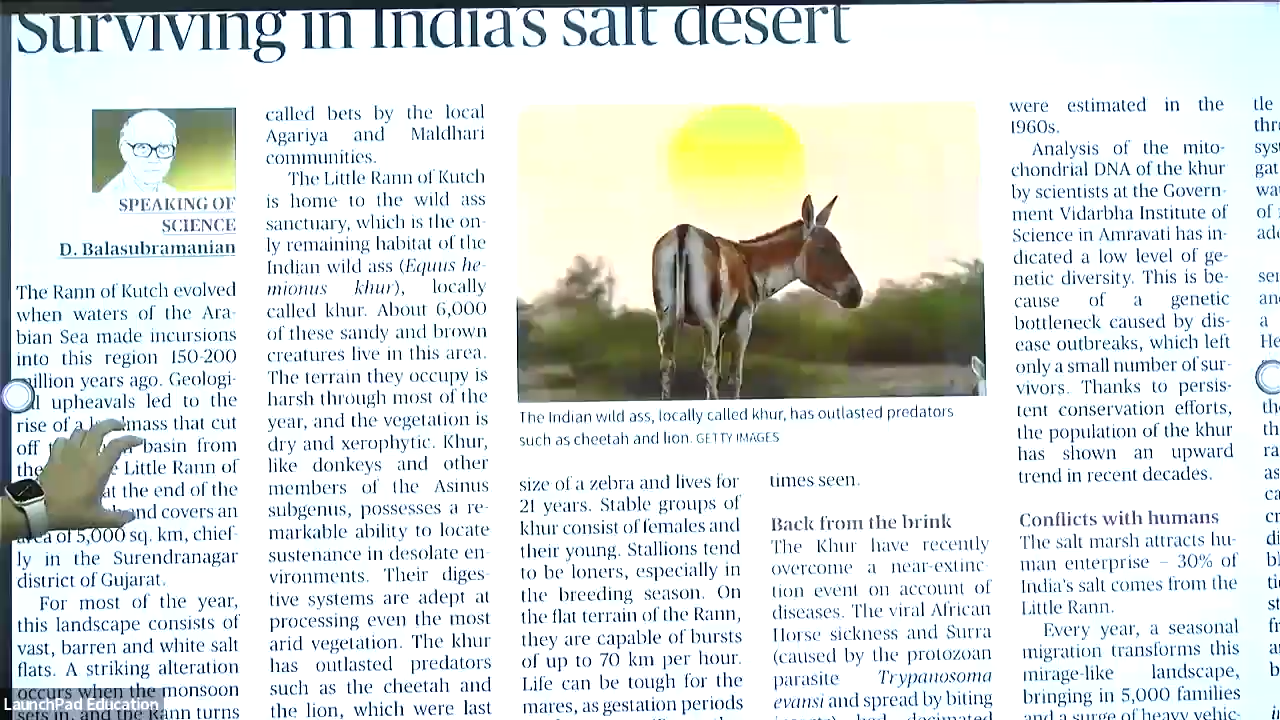 Surviving in India's salt desert
SPEAKING OF
SCIENCE
D. Balasubramanian
The Rann of Kutch evolved
when waters of the Ara-
bian Sea made incursions
into this region 150-200
million years ago. Geologi-
upheavals led to the
rise of a mass that cut
off basin from
the Little Rann of
at the end of the
and covers an
area of 5,000 sq. km, chief-
ly in the Surendranagar
district of Gujarat.
For most of the year,
this landscape consists of
vast, barren and white salt
flats. A striking alteration
occurs when the monsoon
sets in, and the Rann turns
called bets by the local
Agariya and Maldhari
communities.
The Little Rann of Kutch
is home to the wild ass
sanctuary, which is the on-
ly remaining habitat of the
Indian wild ass (Equus he-
mionus khur), locally
called khur. About 6,000
of these sandy and brown
creatures live in this area.
The terrain they occupy is
harsh through most of the
year, and the vegetation is
dry and xerophytic. Khur,
like donkeys and other
members of the Asinus
subgenus, possesses a re-
markable ability to locate
sustenance in desolate en-
vironments. Their diges-
tive systems are adept at
processing even the most
arid vegetation. The khur
has outlasted predators
such as the cheetah and
the lion, which were last
The Indian wild ass, locally called khur, has outlasted predators
such as cheetah and lion. GETTY IMAGES
size of a zebra and lives for
21 years. Stable groups of
khur consist of females and
their young. Stallions tend
to be loners, especially in
the breeding season. On
the flat terrain of the Rann,
they are capable of bursts
of up to 70 km per hour.
Life can be tough for the
mares, as gestation periods
times seen.
Back from the brink
The Khur have recently
overcome a near-extinc-
tion event on account of
diseases. The viral African
Horse sickness and Surra
(caused by the protozoan
parasite Trypanosoma
evansi and spread by biting
were estimated in the
1960s.
Analysis of the mito-
chondrial DNA of the khur
by scientists at the Govern-
ment Vidarbha Institute of
Science in Amravati has in-
dicated a low level of ge-
netic diversity. This is be-
cause of a genetic
bottleneck caused by dis-
ease outbreaks, which left
only a small number of sur-
vivors. Thanks to persis-
tent conservation efforts,
the population of the khur
has shown an upward
trend in recent decades.
Conflicts with humans
The salt marsh attracts hu-
man enterprise – 30% of
India's salt comes from the
Little Rann.
Every year, a seasonal
migration transforms this
mirage-like landscape,
bringing in 5,000 families
and a surge of heavy vehic-
LaunchPad Education